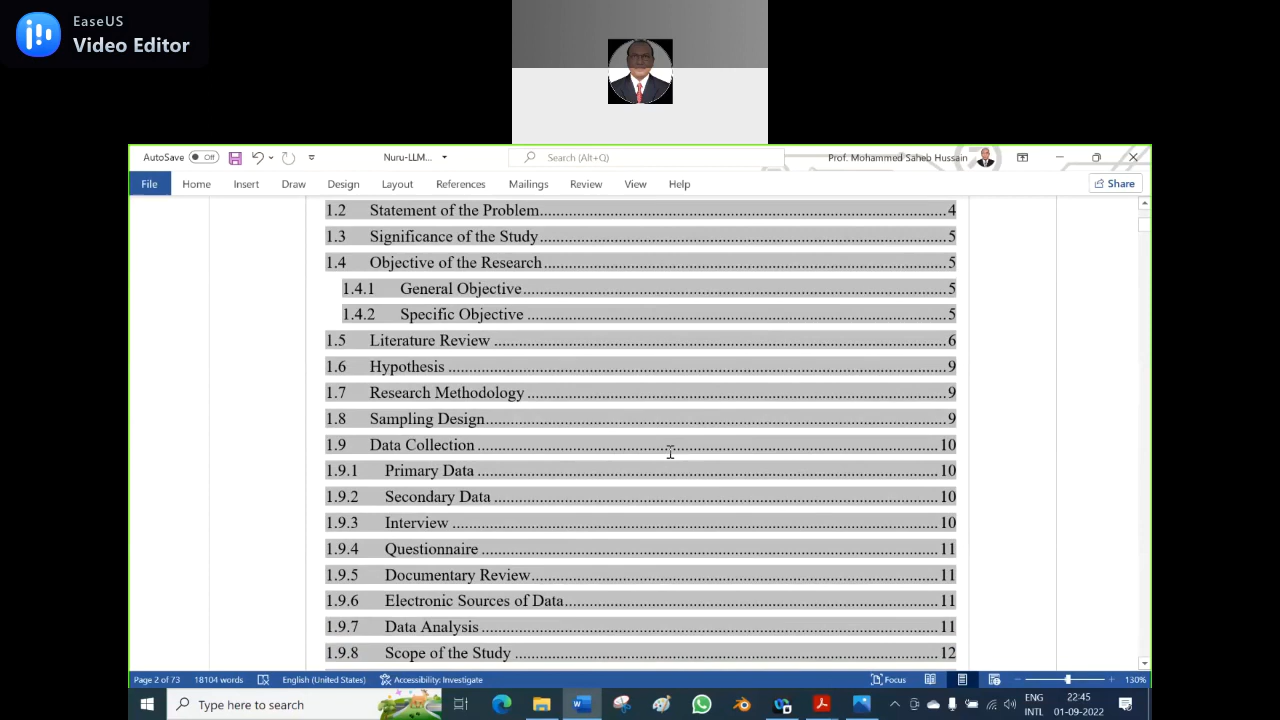 EaseUS
Video Editor
AutoSave Off Nuru-LLM... Search (Alt+Q) Prof. Mohammed Saheb Hussain
File Home Insert Draw Design Layout References Mailings Review View Help Share
1.2 Statement of the Problem 4
1.3 Significance of the Study 5
1.4 Objective of the Research 5
1.4.1 General Objective 5
1.4.2 Specific Objective 5
1.5 Literature Review 6
1.6 Hypothesis 9
1.7 Research Methodology 9
1.8 Sampling Design 9
1.9 Data Collection 10
1.9.1 Primary Data 10
1.9.2 Secondary Data 10
1.9.3 Interview 10
1.9.4 Questionnaire 11
1.9.5 Documentary Review 11
1.9.6 Electronic Sources of Data 11
1.9.7 Data Analysis 11
1.9.8 Scope of the Study 12
Page 2 of 73 18104 words English (United States) Accessibility: Investigate Focus 130%
Type here to search
ENG 22:45
INTL 01-09-2022